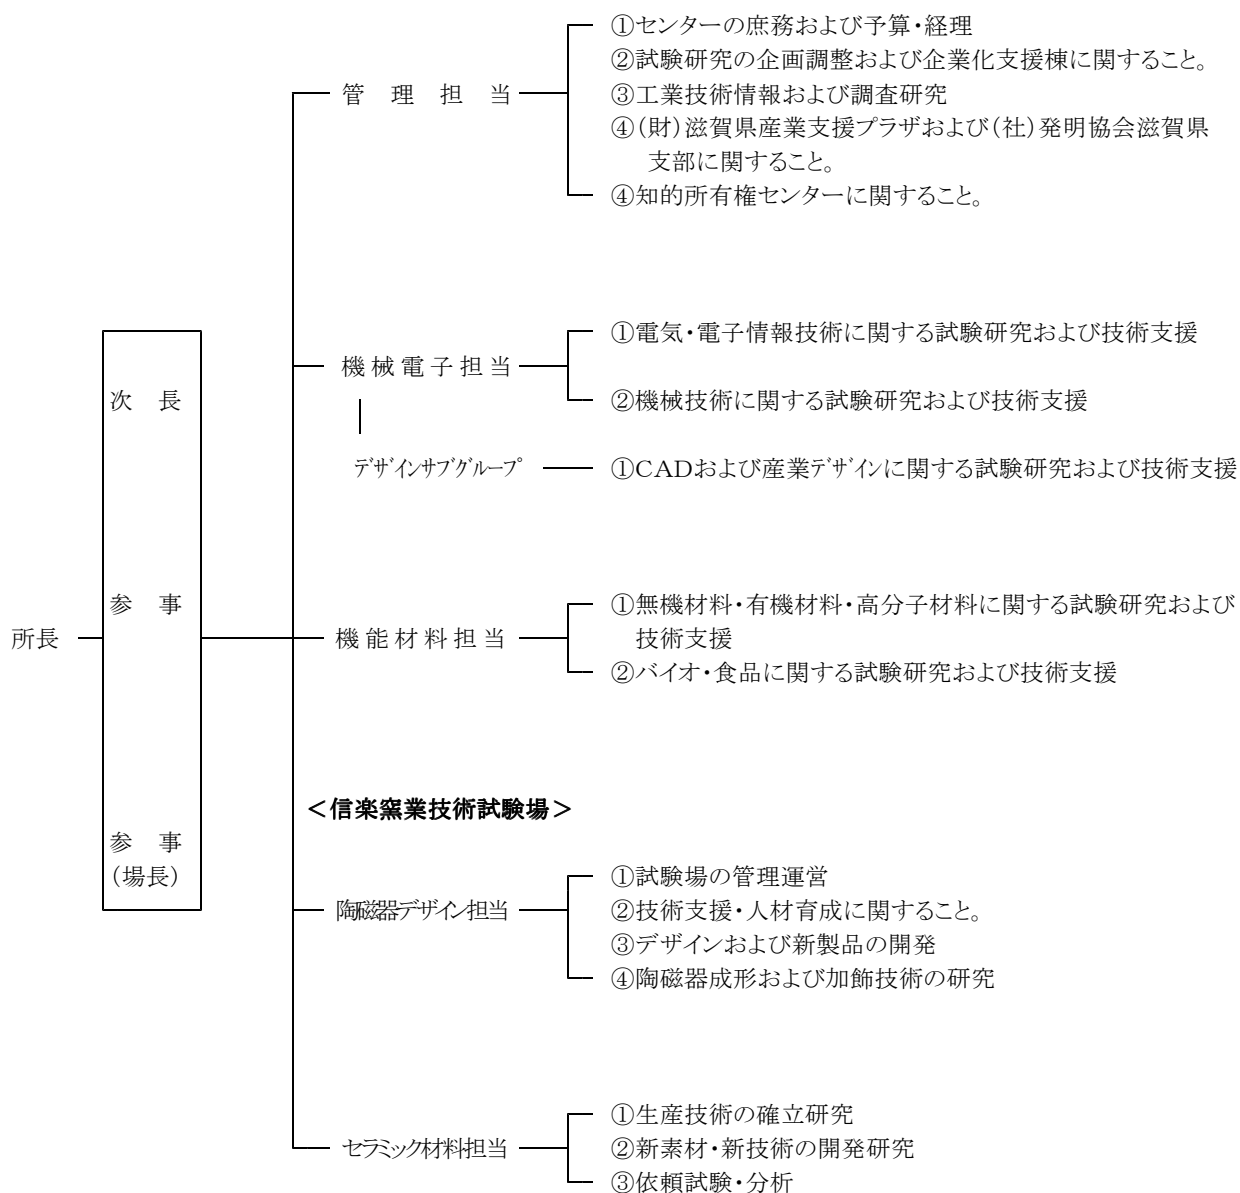 所長
次　長
参　事
参　事
（場長）
管　理　担　当
①センターの庶務および予算・経理
②試験研究の企画調整および企業化支援棟に関すること。
③工業技術情報および調査研究
④（財）滋賀県産業支援プラザおよび（社）発明協会滋賀県
支部に関すること。
④知的所有権センターに関すること。
機械電子担当
①電気・電子情報技術に関する試験研究および技術支援
②機械技術に関する試験研究および技術支援
ﾃﾞｻﾞｲﾝｻﾌﾞｸﾞﾙｰﾌﾟ
①CADおよび産業ﾃﾞｻﾞｲﾝに関する試験研究および技術支援
機能材料担当
①無機材料・有機材料・高分子材料に関する試験研究および
技術支援
②バイオ・食品に関する試験研究および技術支援
＜信楽窯業技術試験場＞
陶磁器デザイン担当
①試験場の管理運営
②技術支援・人材育成に関すること。
③デザインおよび新製品の開発
④陶磁器成形および加飾技術の研究
セラミック材料担当
①生産技術の確立研究
②新素材・新技術の開発研究
③依頼試験・分析